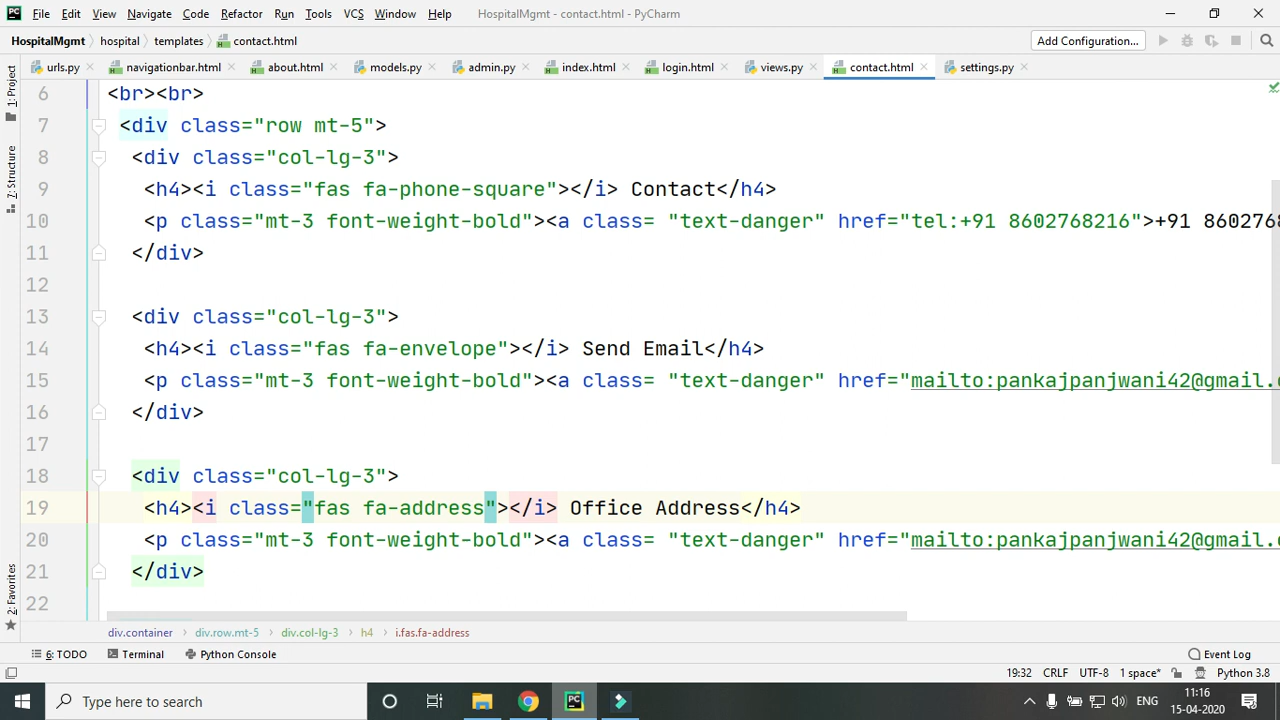 PC File Edit View Navigate Code Refactor Run Tools VCS Window Help HospitalMgmt - contact.html - PyCharm
HospitalMgmt hospital templates contact.html Add Configuration...
urls.py navigationbar.html about.html models.py admin.py index.html login.html views.py contact.html settings.py
1: Project
7: Structure
2: Favorites
6 <br><br>
7 <div class="row mt-5">
8 <div class="col-lg-3">
9 <h4><i class="fas fa-phone-square"></i> Contact</h4>
10 <p class="mt-3 font-weight-bold"><a class= "text-danger" href="tel:+91 8602768216">+91 860276
11 </div>
12
13 <div class="col-lg-3">
14 <h4><i class="fas fa-envelope"></i> Send Email</h4>
15 <p class="mt-3 font-weight-bold"><a class= "text-danger" href="mailto:pankajpanjwani42@gmail.
16 </div>
17
18 <div class="col-lg-3">
19 <h4><i class="fas fa-address"></i> Office Address</h4>
20 <p class="mt-3 font-weight-bold"><a class= "text-danger" href="mailto:pankajpanjwani42@gmail.
21 </div>
22
div.container div.row.mt-5 div.col-lg-3 h4 i.fas.fa-address
6: TODO Terminal Python Console Event Log
19:32 CRLF UTF-8 1 space* Python 3.8
Type here to search PC ENG 11:16
15-04-2020